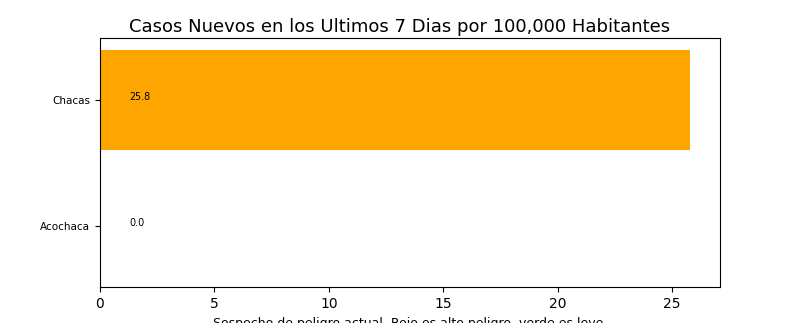 Casos Nuevos en los Ultimos 7 Dias por 100,000 Habitantes
Chacas
25.8
Acochaca
0.0
0 5 10 15 20 25
Sospecho de peligro actual. Rojo es alto peligro, verde es leve